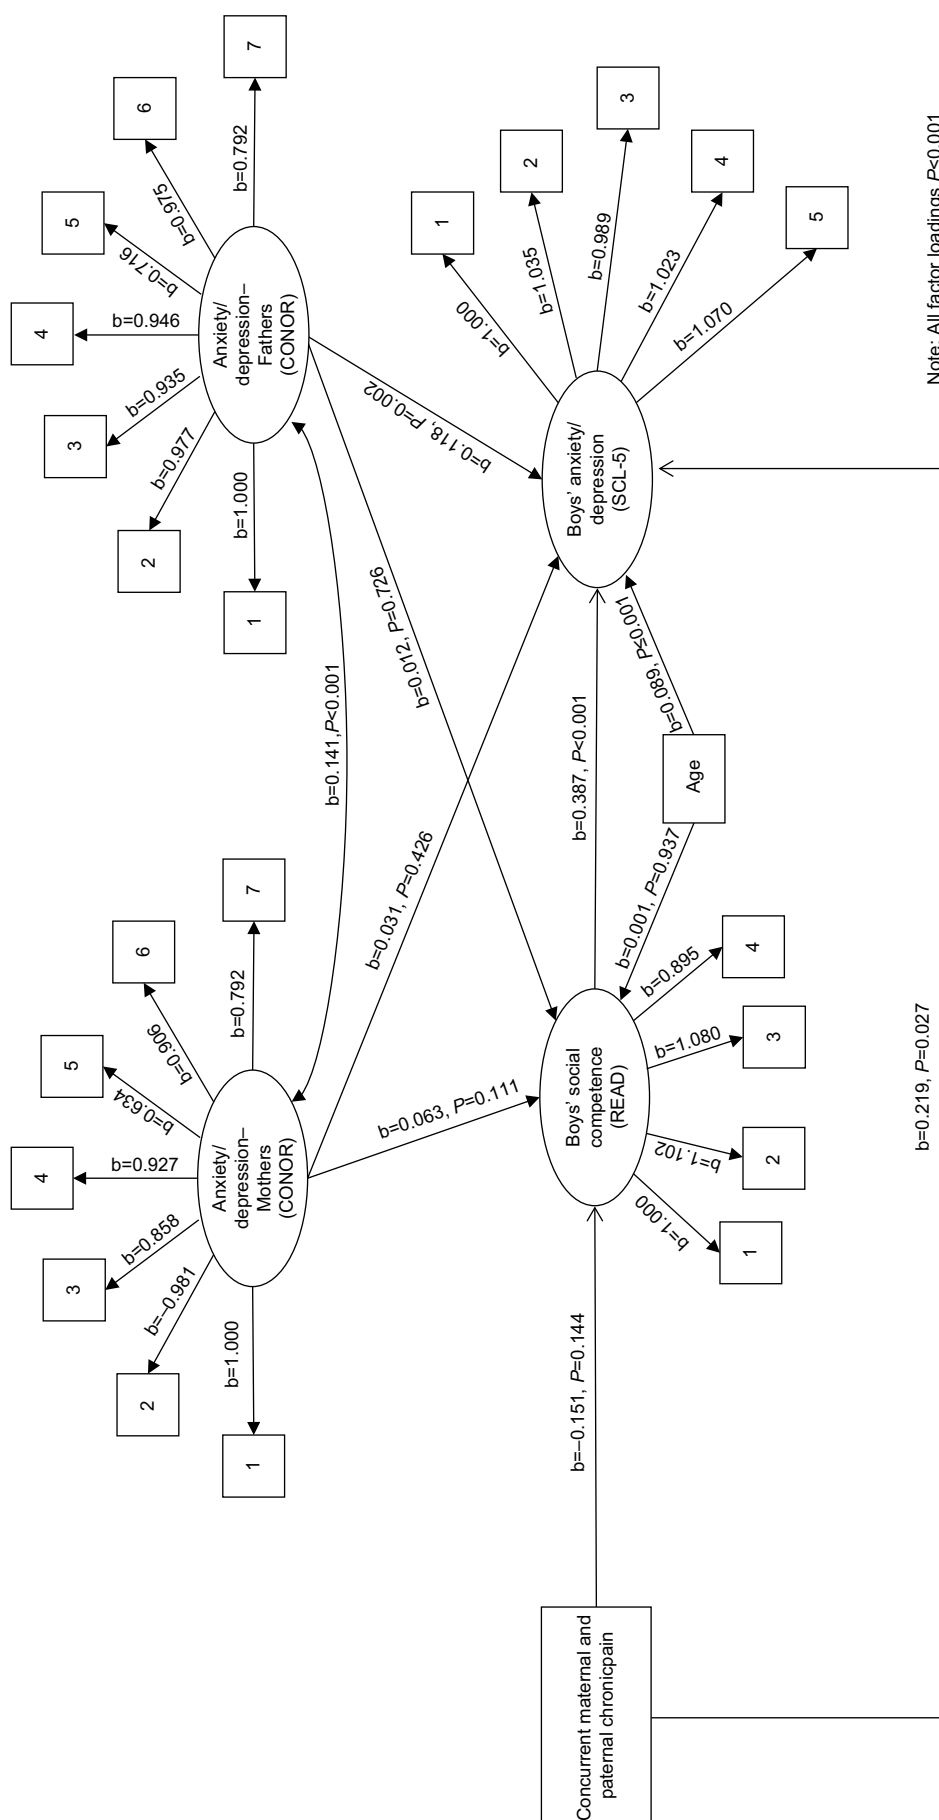 Concurrent maternal and
paternal chronicpain
Anxiety/
depression–
Mothers
(CONOR)
1
2
3
4
5
6
7
b=1.000
b=–0.981
b=0.858
b=0.927
b=0.634
b=0.906
b=0.792
Anxiety/
depression–
Fathers
(CONOR)
1
2
3
4
5
6
7
b=1.000
b=0.977
b=0.935
b=0.946
b=0.716
b=0.975
b=0.792
b=0.141,P<0.001
b=0.063, P=0.111
b=0.031, P=0.426
b=0.012, P=0.726
b=0.118, P=0.002
b=–0.151, P=0.144
Boys’ social
competence
(READ)
b=1.000
b=1.102
b=1.080
b=0.895
1
2
3
4
b=0.387, P<0.001
b=0.001, P=0.937
Age
b=0.089, P≤0.001
Boys’ anxiety/
depression
(SCL-5)
b=1.000
b=1.035
b=0.989
b=1.023
b=1.070
1
2
3
4
5
b=0.219, P=0.027
Note: All factor loadings P<0.001